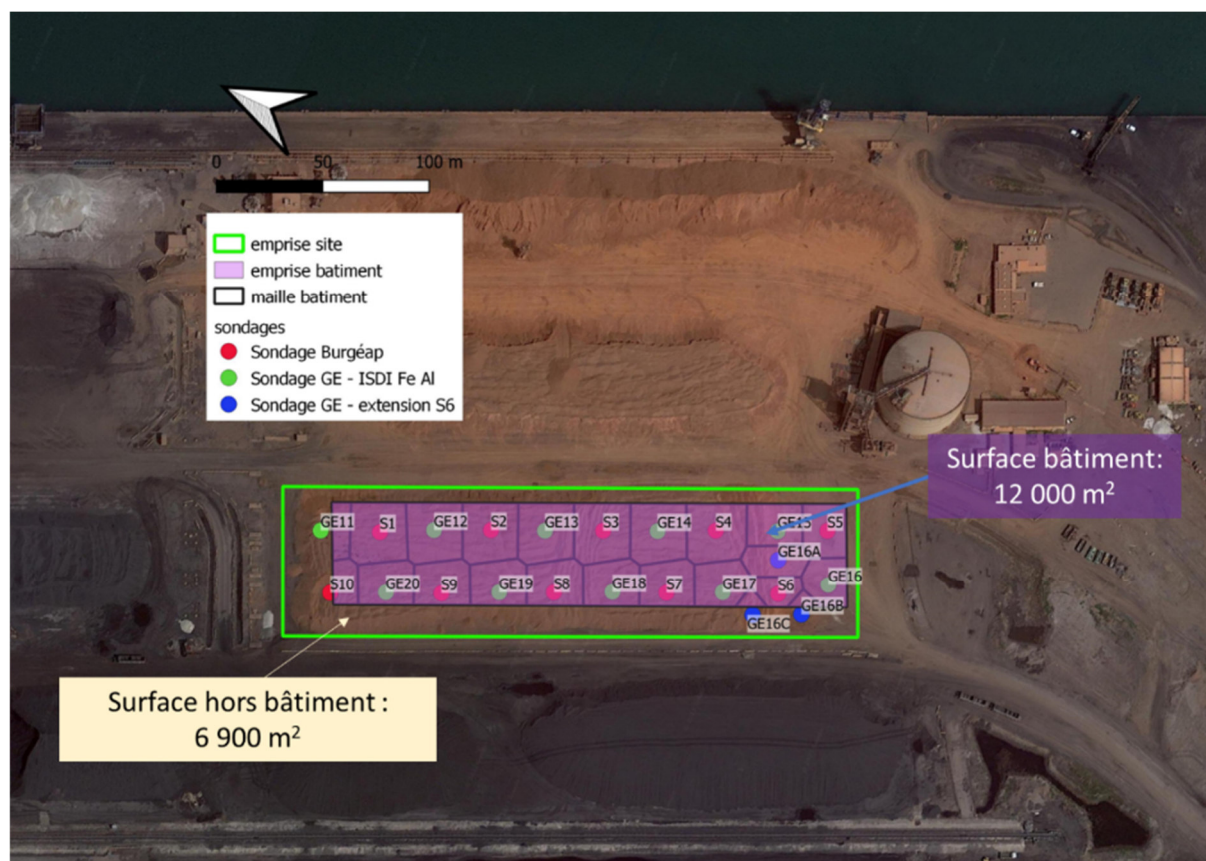 0 50 100 m
emprise site
emprise batiment
maille batiment
sondages
Sondage Burgéap
Sondage GE - ISDI Fe Al
Sondage GE - extension S6
Surface bâtiment:
12 000 m²
GE11 S1 GE12 S2 GE13 S3 GE14 S4 GE15 S5
GE16A
S10 GE20 S9 GE19 S8 GE18 S7 GE17 S6 GE16
GE16B
GE16C
Surface hors bâtiment :
6 900 m²